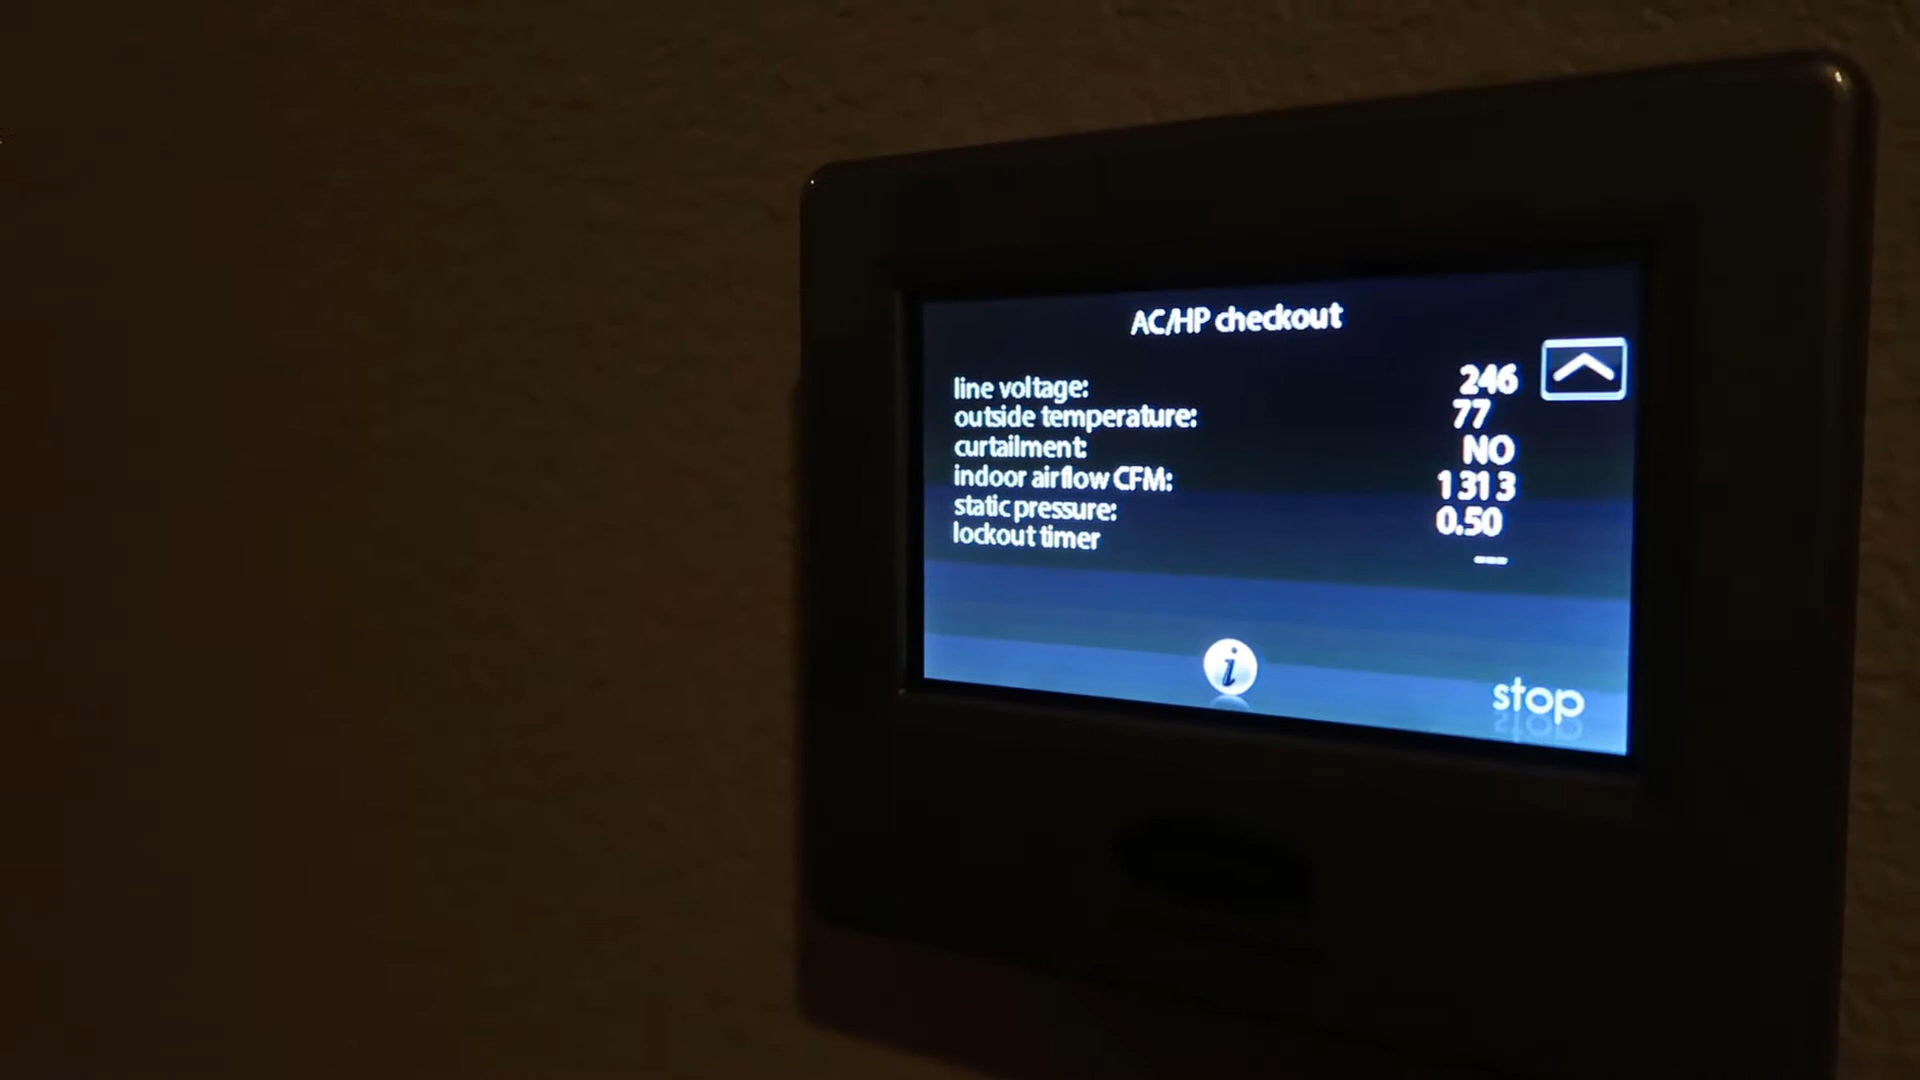 AC/HP checkout
line voltage: 246
outside temperature: 77
curtailment: NO
indoor airflow CFM: 1313
static pressure: 0.50
lockout timer ---
i
stop